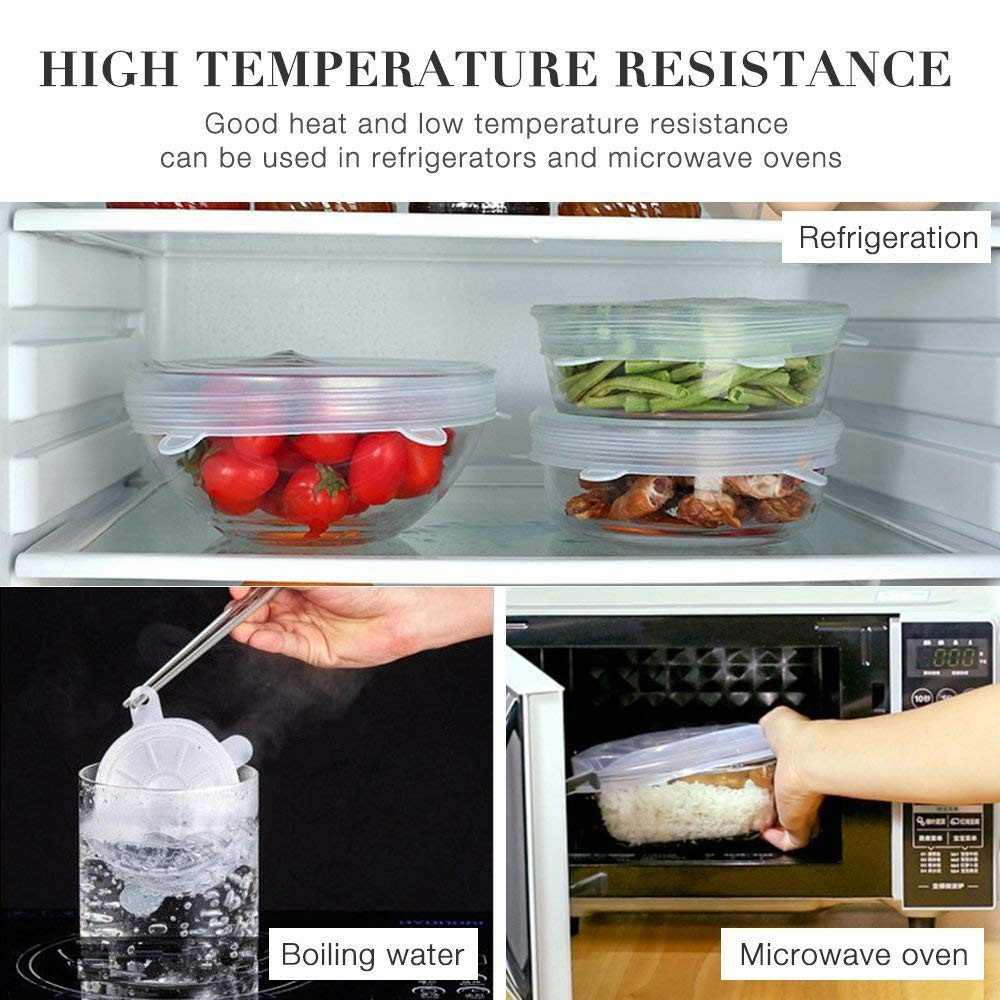 HIGH TEMPERATURE RESISTANCE
Good heat and low temperature resistance
can be used in refrigerators and microwave ovens
Refrigeration
Boiling water
Microwave oven